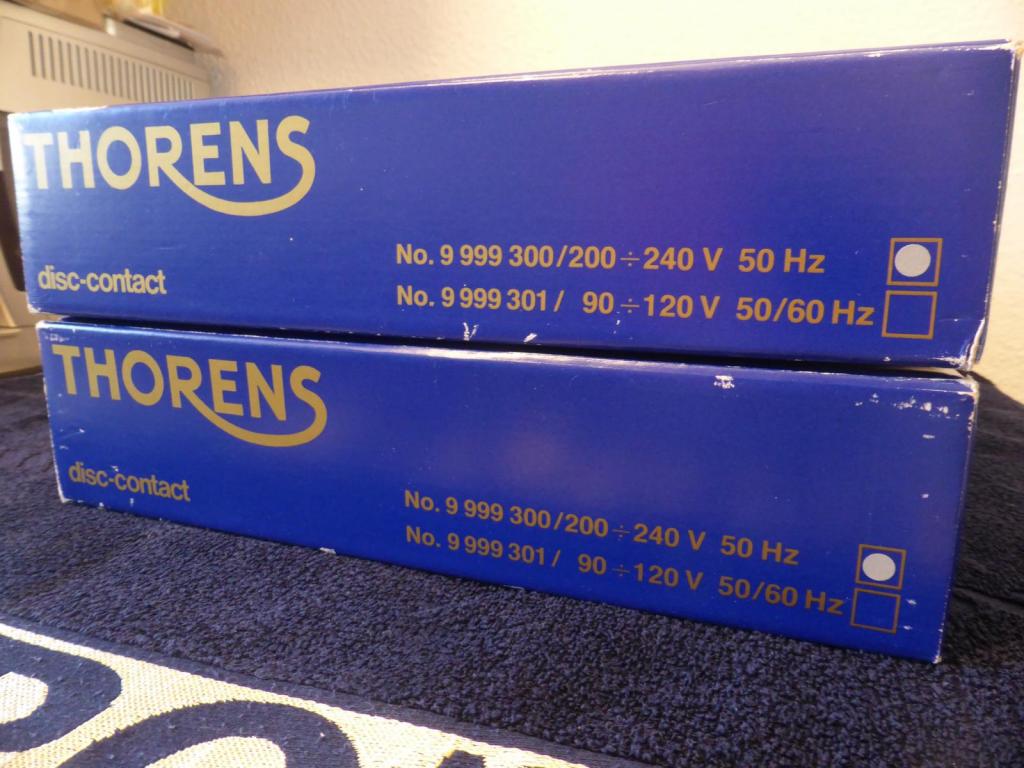 THORENS
disc-contact
No. 9 999 300/200÷240 V 50 Hz
No. 9 999 301/ 90÷120 V 50/60 Hz
THORENS
disc-contact
No. 9 999 300/200÷240 V 50 Hz
No. 9 999 301/ 90÷120 V 50/60 Hz